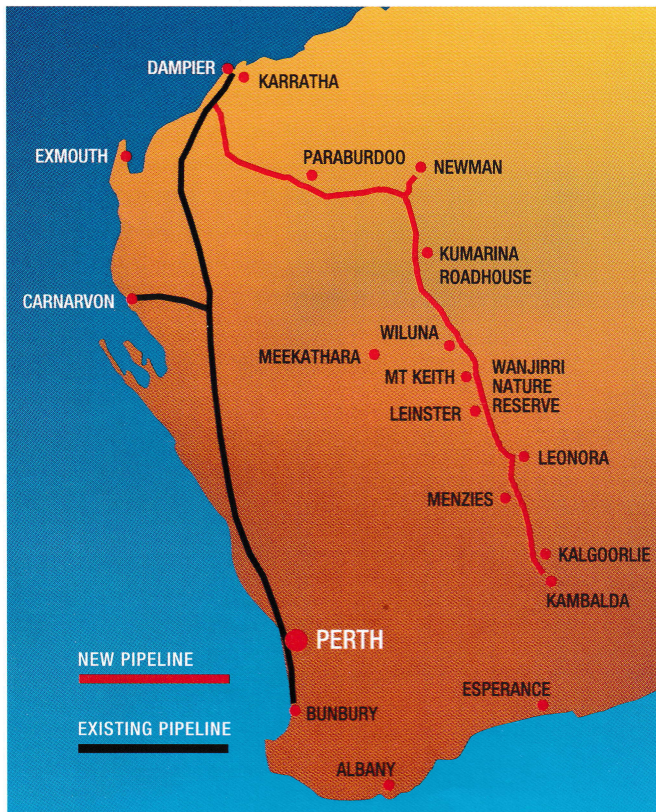 DAMPIER
KARRATHA
EXMOUTH
PARABURDOO
NEWMAN
KUMARINA
ROADHOUSE
CARNARVON
WILUNA
MEEKATHARA
MT KEITH
WANJIRRI
NATURE
RESERVE
LEINSTER
LEONORA
MENZIES
KALGOORLIE
KAMBALDA
PERTH
NEW PIPELINE
ESPERANCE
BUNBURY
EXISTING PIPELINE
ALBANY